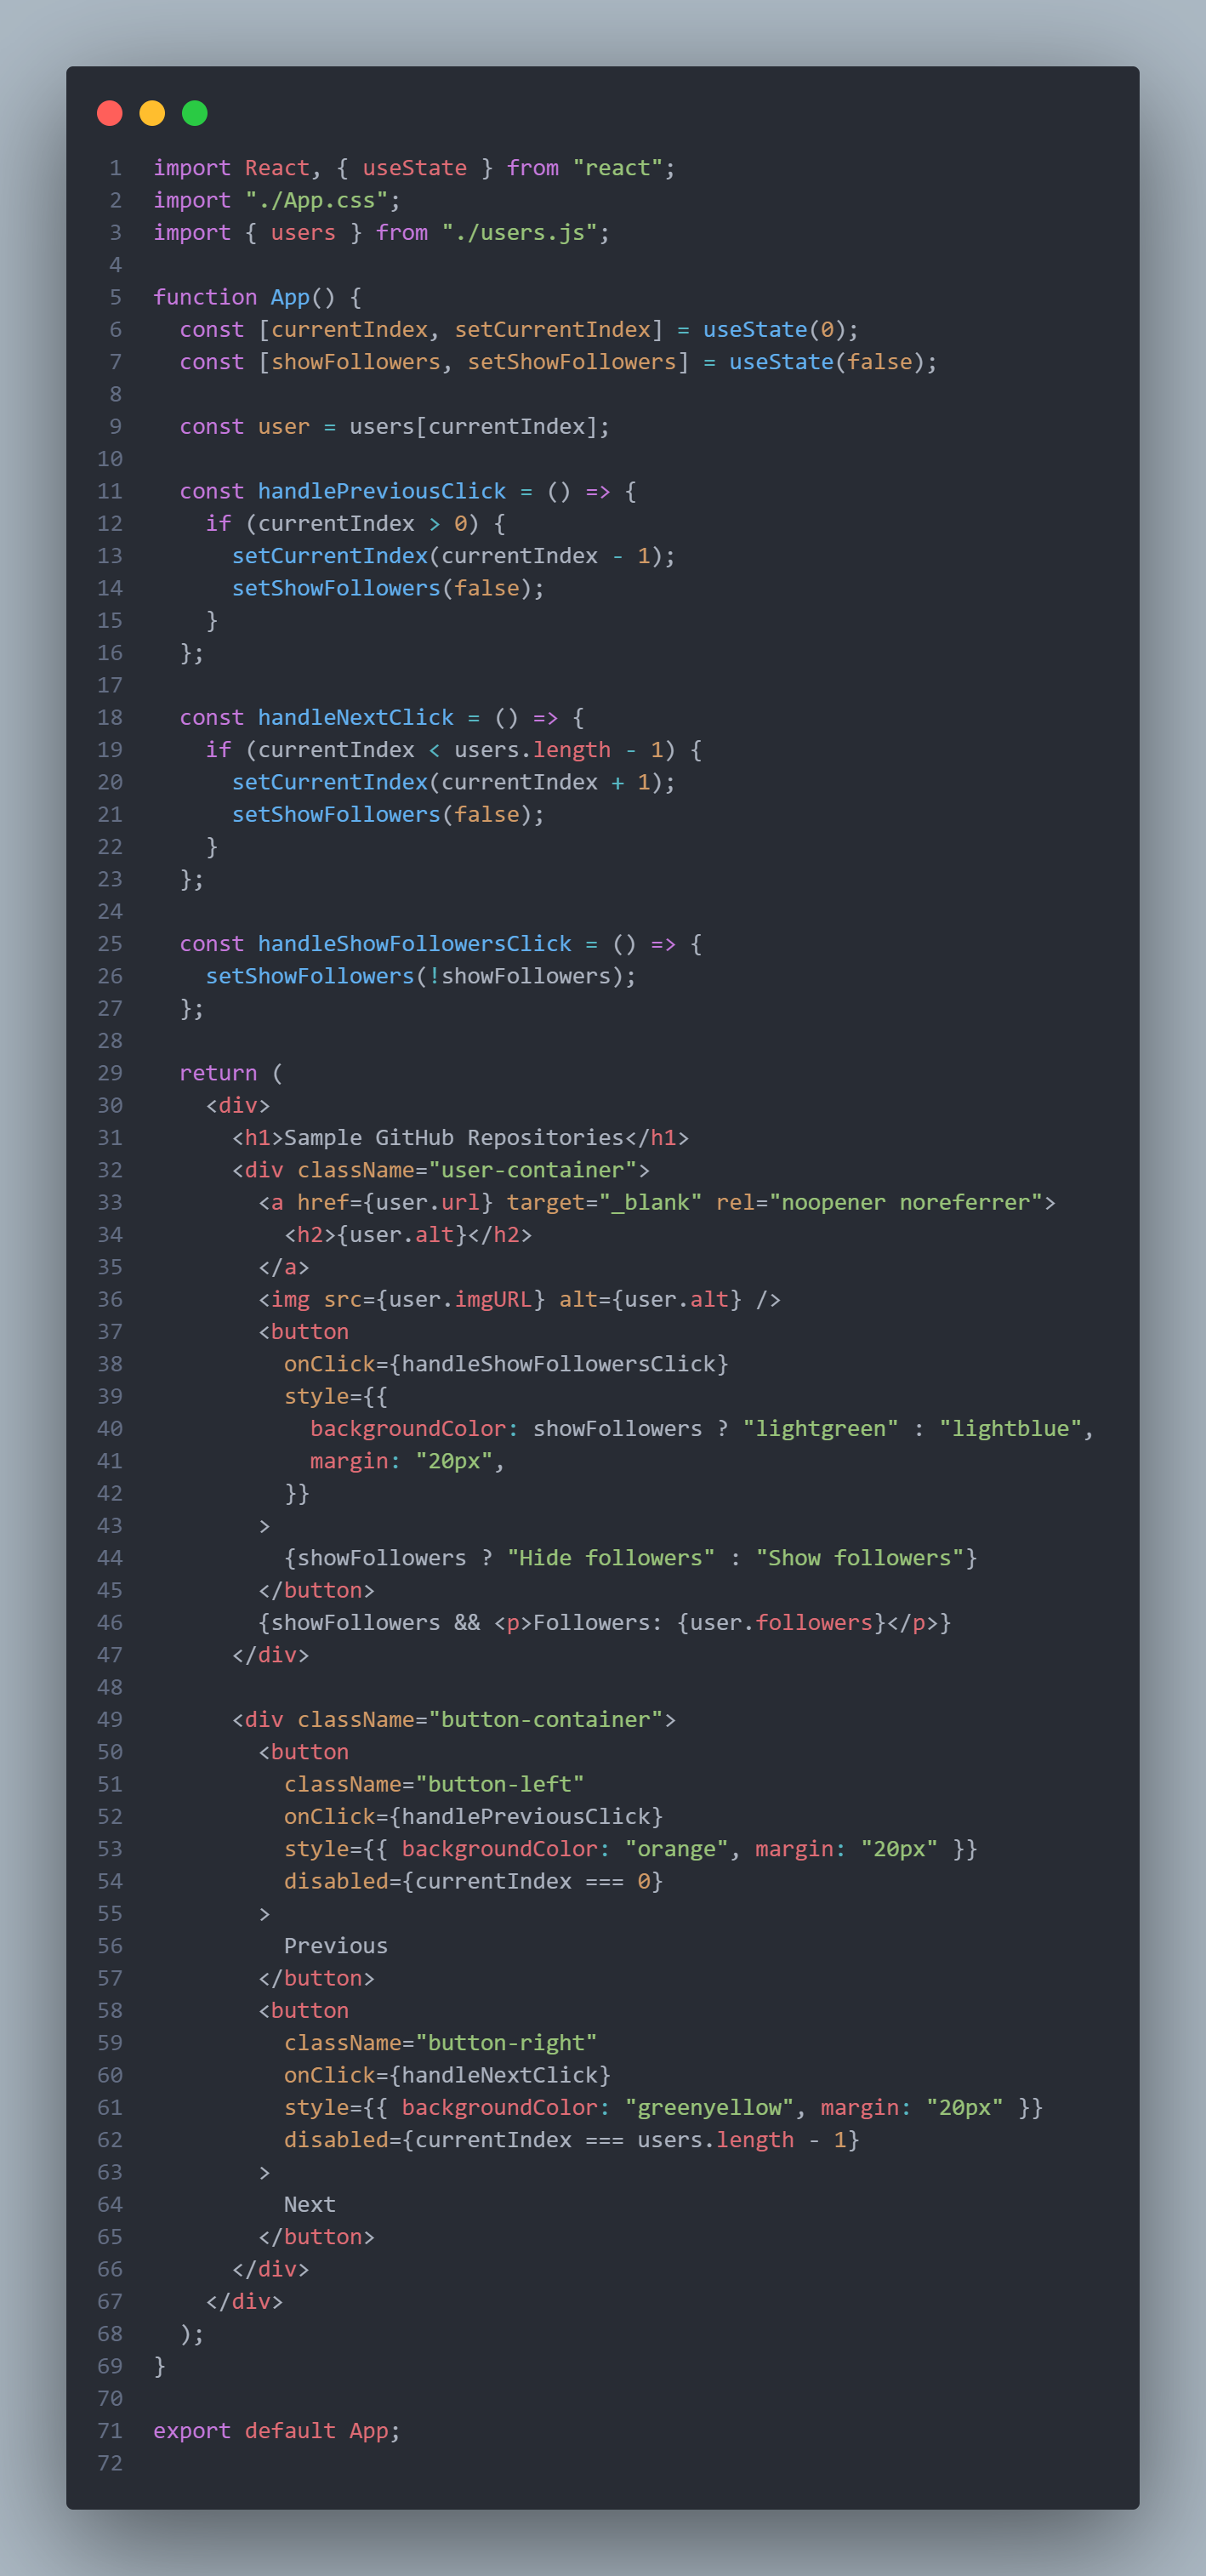 1 import React, { useState } from "react";
2 import "./App.css";
3 import { users } from "./users.js";
4
5 function App() {
6   const [currentIndex, setCurrentIndex] = useState(0);
7   const [showFollowers, setShowFollowers] = useState(false);
8
9   const user = users[currentIndex];
10
11   const handlePreviousClick = () => {
12     if (currentIndex > 0) {
13       setCurrentIndex(currentIndex - 1);
14       setShowFollowers(false);
15     }
16   };
17
18   const handleNextClick = () => {
19     if (currentIndex < users.length - 1) {
20       setCurrentIndex(currentIndex + 1);
21       setShowFollowers(false);
22     }
23   };
24
25   const handleShowFollowersClick = () => {
26     setShowFollowers(!showFollowers);
27   };
28
29   return (
30     <div>
31       <h1>Sample GitHub Repositories</h1>
32       <div className="user-container">
33         <a href={user.url} target="_blank" rel="noopener noreferrer">
34           <h2>{user.alt}</h2>
35         </a>
36         <img src={user.imgURL} alt={user.alt} />
37         <button
38           onClick={handleShowFollowersClick}
39           style={{
40             backgroundColor: showFollowers ? "lightgreen" : "lightblue",
41             margin: "20px",
42           }}
43         >
44           {showFollowers ? "Hide followers" : "Show followers"}
45         </button>
46         {showFollowers && <p>Followers: {user.followers}</p>}
47       </div>
48
49       <div className="button-container">
50         <button
51           className="button-left"
52           onClick={handlePreviousClick}
53           style={{ backgroundColor: "orange", margin: "20px" }}
54           disabled={currentIndex === 0}
55         >
56           Previous
57         </button>
58         <button
59           className="button-right"
60           onClick={handleNextClick}
61           style={{ backgroundColor: "greenyellow", margin: "20px" }}
62           disabled={currentIndex === users.length - 1}
63         >
64           Next
65         </button>
66       </div>
67     </div>
68   );
69 }
70
71 export default App;
72